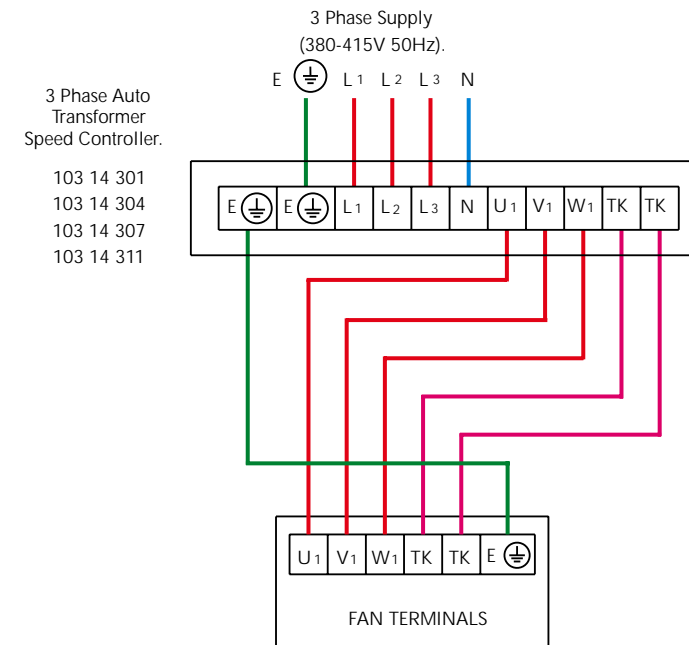 3 Phase Supply
(380-415V 50Hz).
E L1 L2 L3 N
3 Phase Auto
Transformer
Speed Controller.
103 14 301
103 14 304
103 14 307
103 14 311
E E L1 L2 L3 N U1 V1 W1 TK TK
U1 V1 W1 TK TK E
FAN TERMINALS